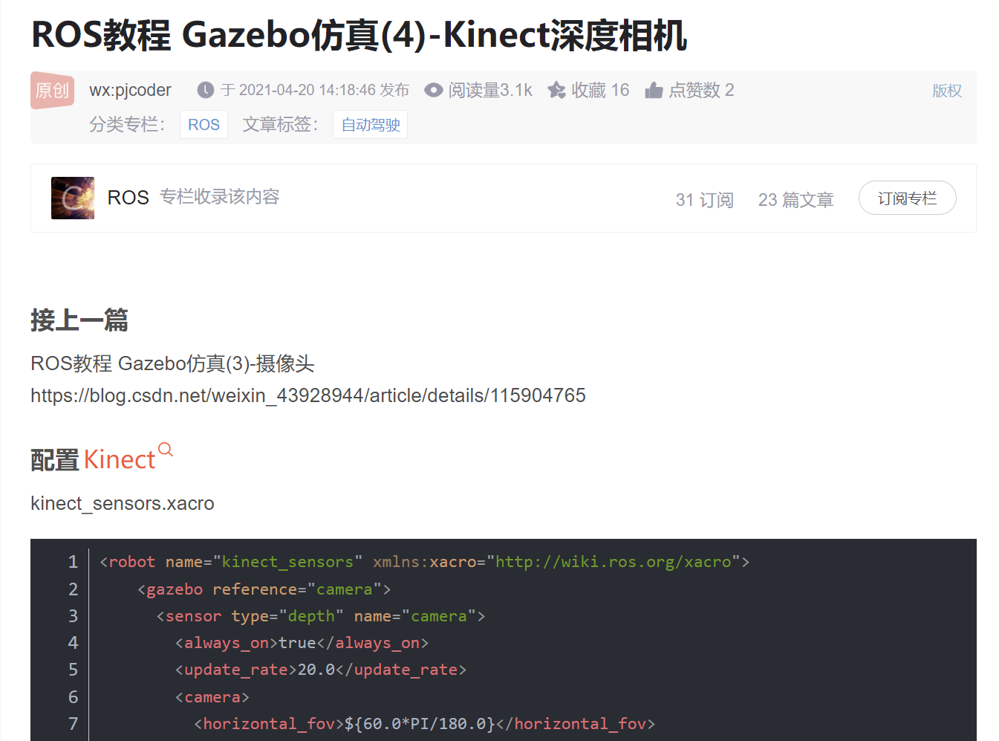 ROS教程 Gazebo仿真(4)-Kinect深度相机
原创 wx:pjcoder 于 2021-04-20 14:18:46 发布 阅读量3.1k 收藏 16 点赞数 2 版权
分类专栏： ROS 文章标签： 自动驾驶
ROS 专栏收录该内容 31 订阅 23 篇文章 订阅专栏
接上一篇
ROS教程 Gazebo仿真(3)-摄像头
https://blog.csdn.net/weixin_43928944/article/details/115904765
配置Kinect
kinect_sensors.xacro
1 <robot name="kinect_sensors" xmlns:xacro="http://wiki.ros.org/xacro">
2 <gazebo reference="camera">
3 <sensor type="depth" name="camera">
4 <always_on>true</always_on>
5 <update_rate>20.0</update_rate>
6 <camera>
7 <horizontal_fov>${60.0*PI/180.0}</horizontal_fov>